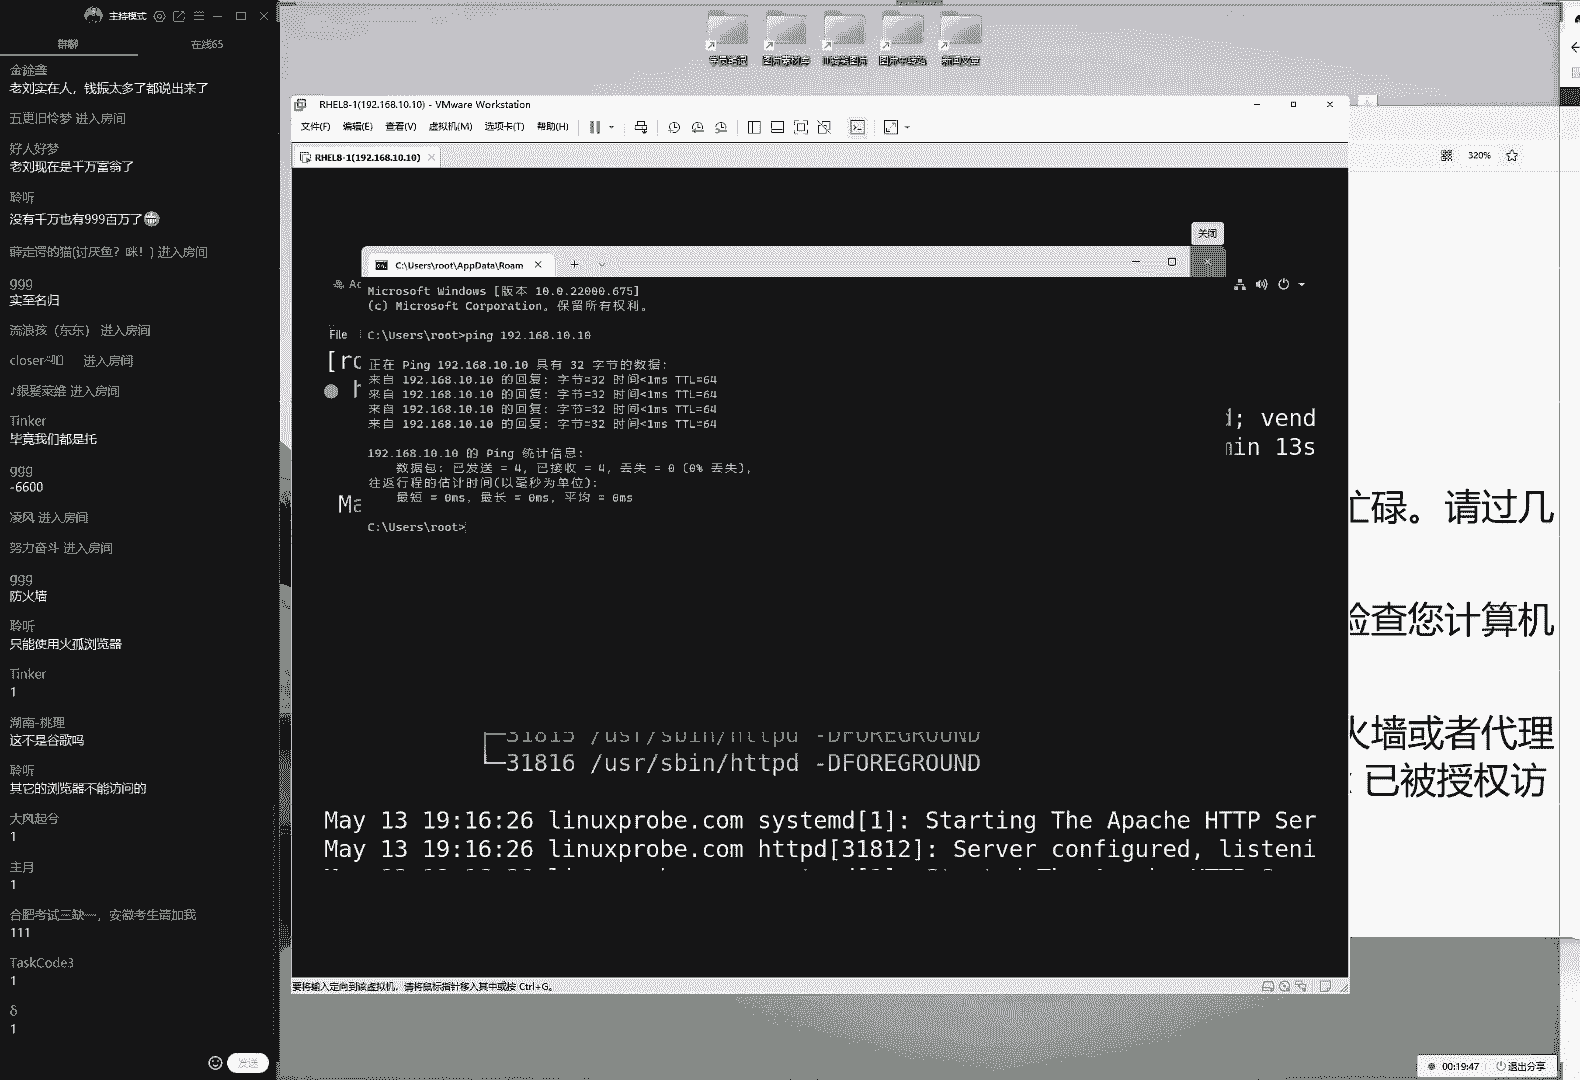 主持模式
群聊
在线65
金銓鑫
老刘实在人，钱振太多了都说出来了
五更旧伶梦 进入房间
好人好梦
老刘现在是千万富翁了
聆听
没有千万也有999百万了
进入房间
ggg
实至名归
流浪孩（东东） 进入房间
进入房间
进入房间
Tinker
毕竟我们都是托
ggg
-6600
凌风 进入房间
努力奋斗 进入房间
ggg
防火墙
聆听
只能使用火孤浏览器
Tinker
1
湖南-桃理
这不是谷歌吗
聆听
其它的浏览器不能访问的
大风起兮
1
主月
1
合肥考试三缺一，安徽考生请加我
111
TaskCode3
1
δ
1
发送
RHEL8-1(192.168.10.10) - VMware Workstation
文件(F) 编辑(E) 查看(V) 虚拟机(M) 选项卡(T) 帮助(H)
RHEL8-1(192.168.10.10)
320%
关闭
C:\Users\root\AppData\Roam
Microsoft Windows [版本 10.0.22000.675]
(c) Microsoft Corporation。保留所有权利。
File
C:\Users\root>ping 192.168.10.10
正在 Ping 192.168.10.10 具有 32 字节的数据:
来自 192.168.10.10 的回复: 字节=32 时间<1ms TTL=64
来自 192.168.10.10 的回复: 字节=32 时间<1ms TTL=64
来自 192.168.10.10 的回复: 字节=32 时间<1ms TTL=64
来自 192.168.10.10 的回复: 字节=32 时间<1ms TTL=64
; vend
in 13s
192.168.10.10 的 Ping 统计信息:
数据包: 已发送 = 4，已接收 = 4，丢失 = 0 (0% 丢失)，
往返行程的估计时间(以毫秒为单位):
最短 = 0ms，最长 = 0ms，平均 = 0ms
C:\Users\root>
碌。请过几
查您计算机
墙或者代理
已被授权访
31815 /usr/sbin/httpd -DFOREGROUND
31816 /usr/sbin/httpd -DFOREGROUND
May 13 19:16:26 linuxprobe.com systemd[1]: Starting The Apache HTTP Ser
May 13 19:16:26 linuxprobe.com httpd[31812]: Server configured, listeni
要将输入定向到该虚拟机，请将鼠标指针移入其中或按 Ctrl+G。
00:19:47 退出分享